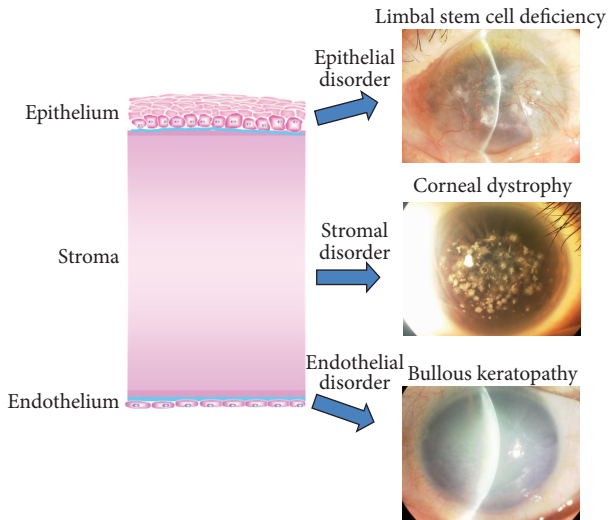 Limbal stem cell deficiency
Epithelial
disorder
Epithelium
Corneal dystrophy
Stromal
disorder
Stroma
Endothelial
disorder
Bullous keratopathy
Endothelium